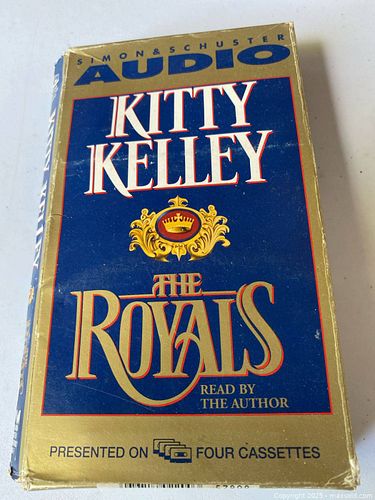 SIMON & SCHUSTER
AUDIO
KITTY
KELLEY
THE
ROYALS
READ BY
THE AUTHOR
PRESENTED ON FOUR CASSETTES